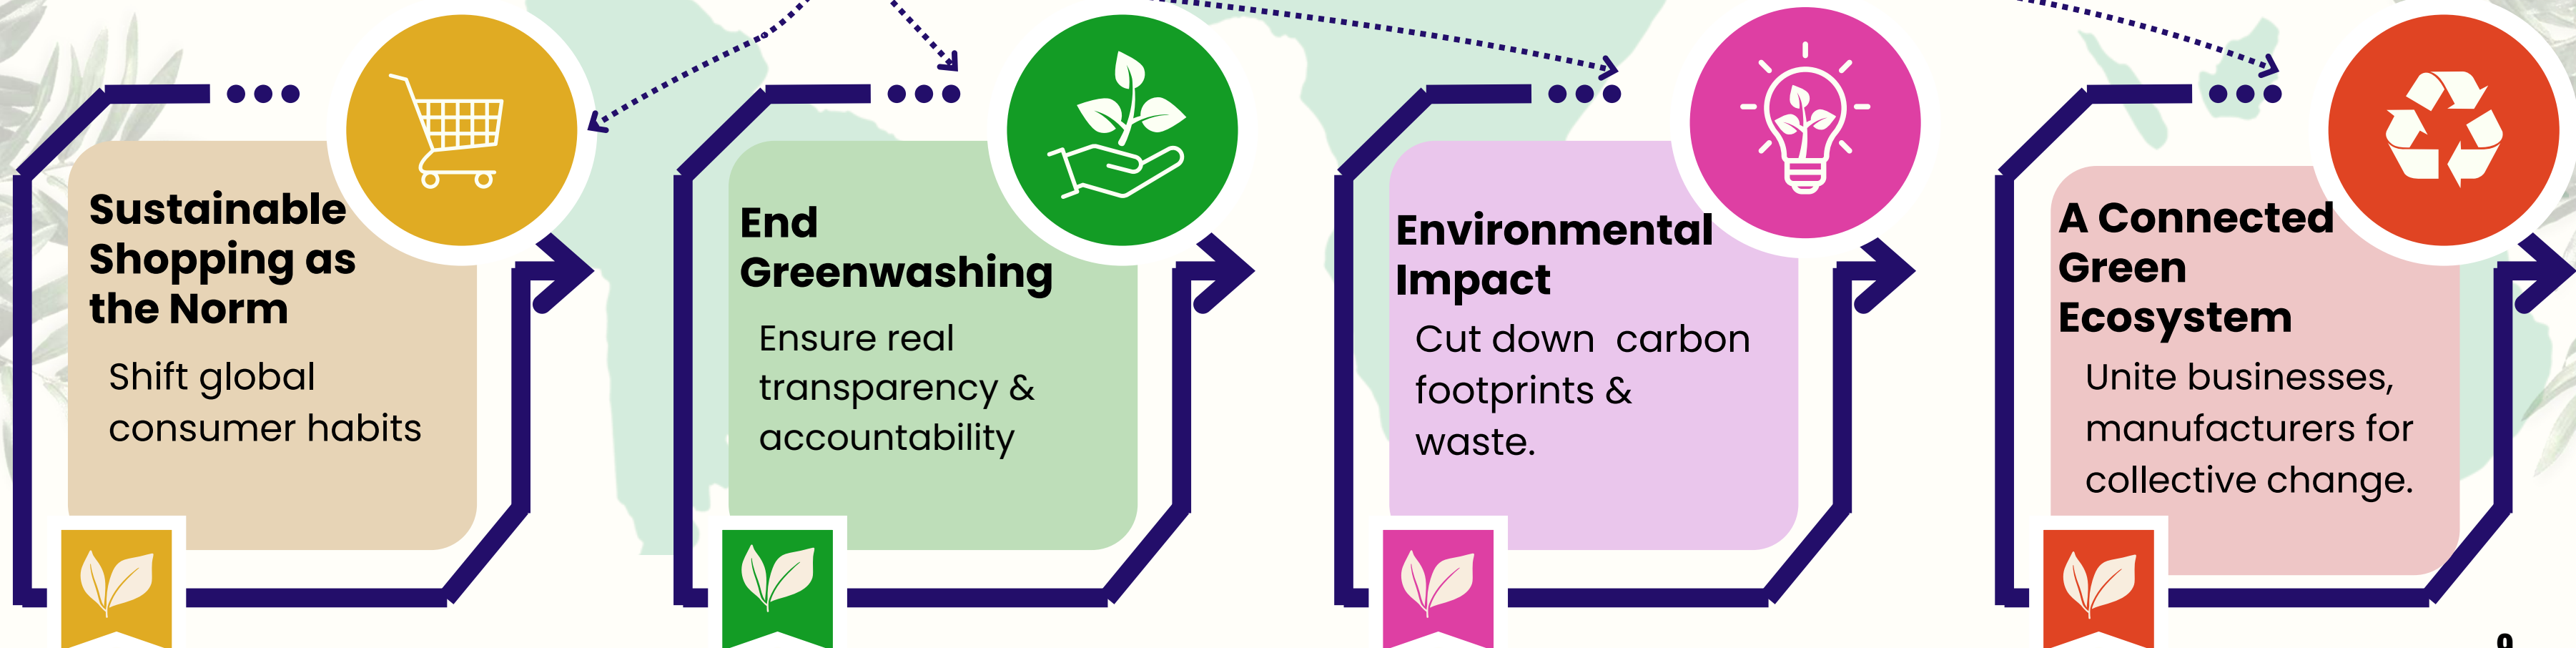 Sustainable
Shopping as
the Norm
Shift global
consumer habits
End
Greenwashing
Ensure real
transparency &
accountability
Environmental
Impact
Cut down  carbon
footprints &
waste.
A Connected
Green
Ecosystem
Unite businesses,
manufacturers for
collective change.